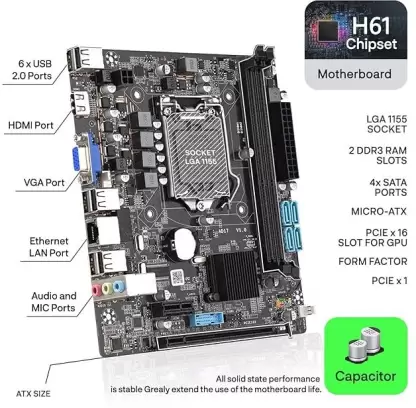 H61
Chipset
Motherboard
6 x USB
2.0 Ports
HDMI Port
VGA Port
Ethernet
LAN Port
Audio and
MIC Ports
ATX SIZE
SOCKET
LGA 1155
LGA 1155
SOCKET
2 DDR3 RAM
SLOTS
4x SATA
PORTS
MICRO-ATX
PCIE x 16
SLOT FOR GPU
FORM FACTOR
PCIE x 1
Capacitor
All solid state performance
is stable Grealy extend the use of the motherboard life.